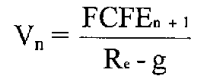 Vₙ = FCFEₙ ₊ ₁
Rₑ - g